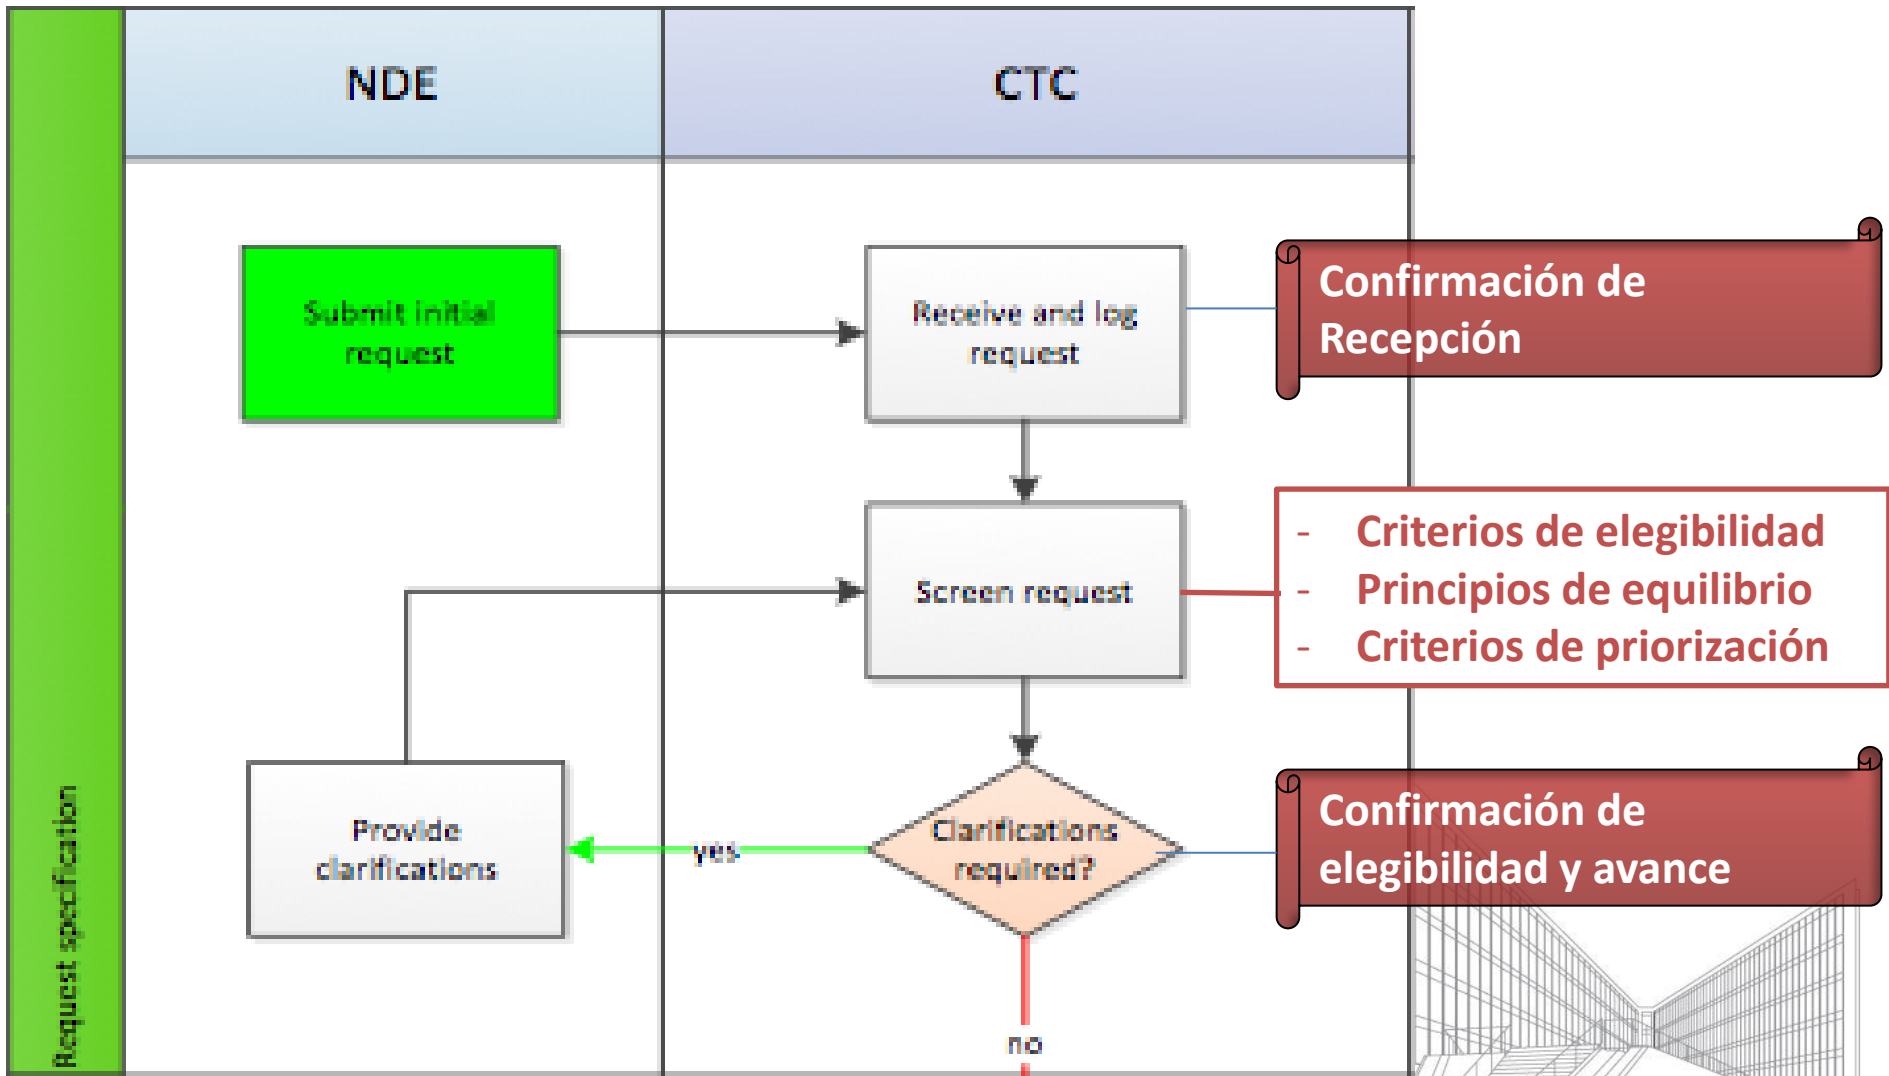 NDE
CTC
Submit initial
request
Receive and log
request
Confirmación de
Recepción
Screen request
- Criterios de elegibilidad
- Principios de equilibrio
- Criterios de priorización
Provide
clarifications
yes
Clarifications
required?
Confirmación de
elegibilidad y avance
no
Request specification